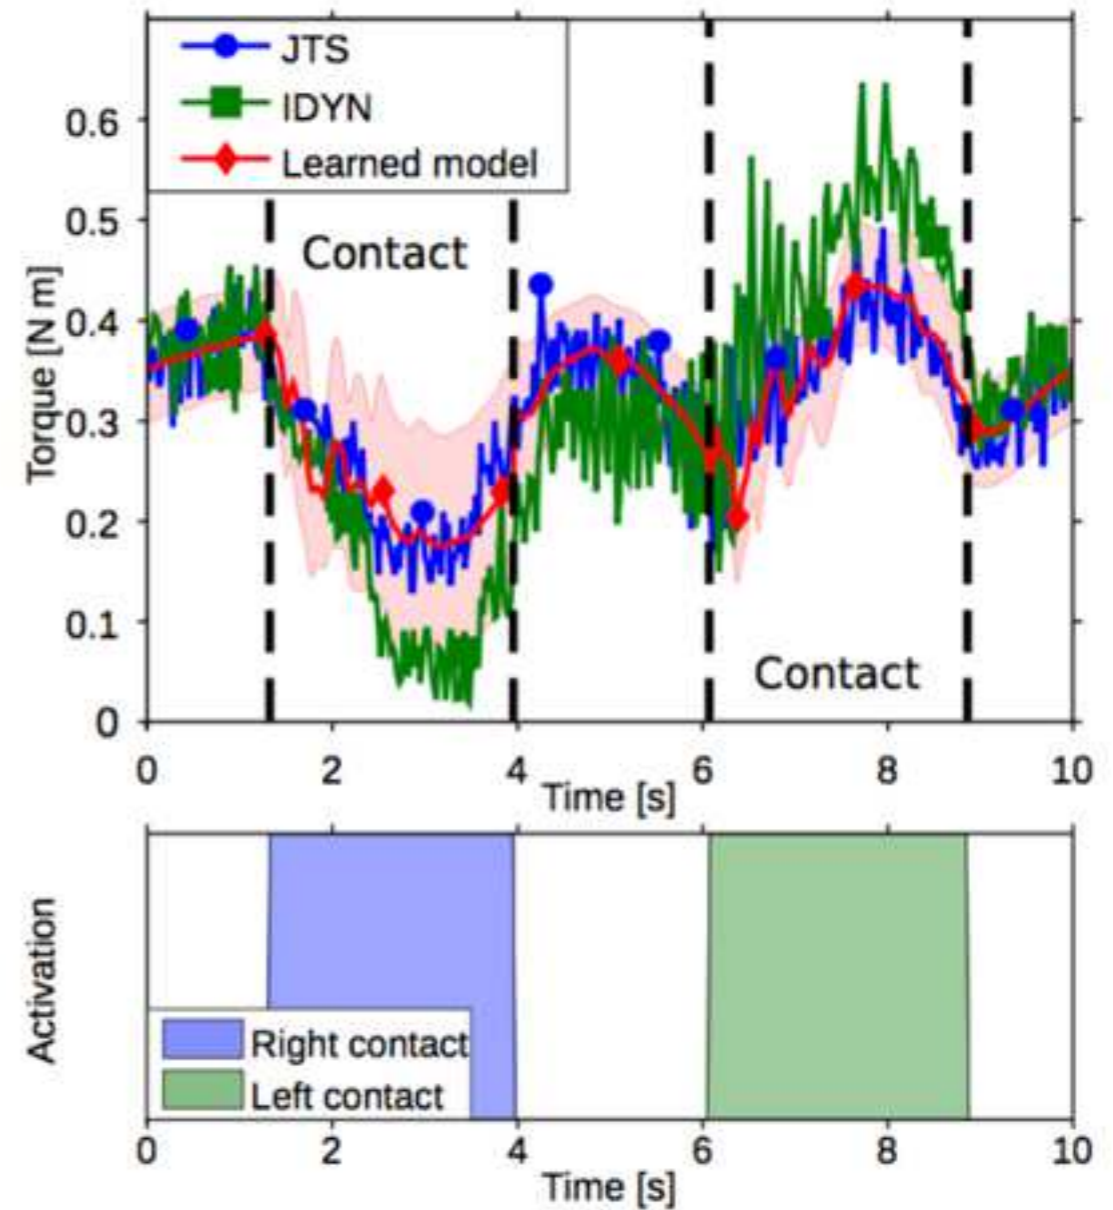 JTS
IDYN
Learned model
Contact
Contact
Torque [N m]
0.6
0.5
0.4
0.3
0.2
0.1
0
0 2 4 6 8 10
Time [s]
Activation
Right contact
Left contact
0 2 4 6 8 10
Time [s]